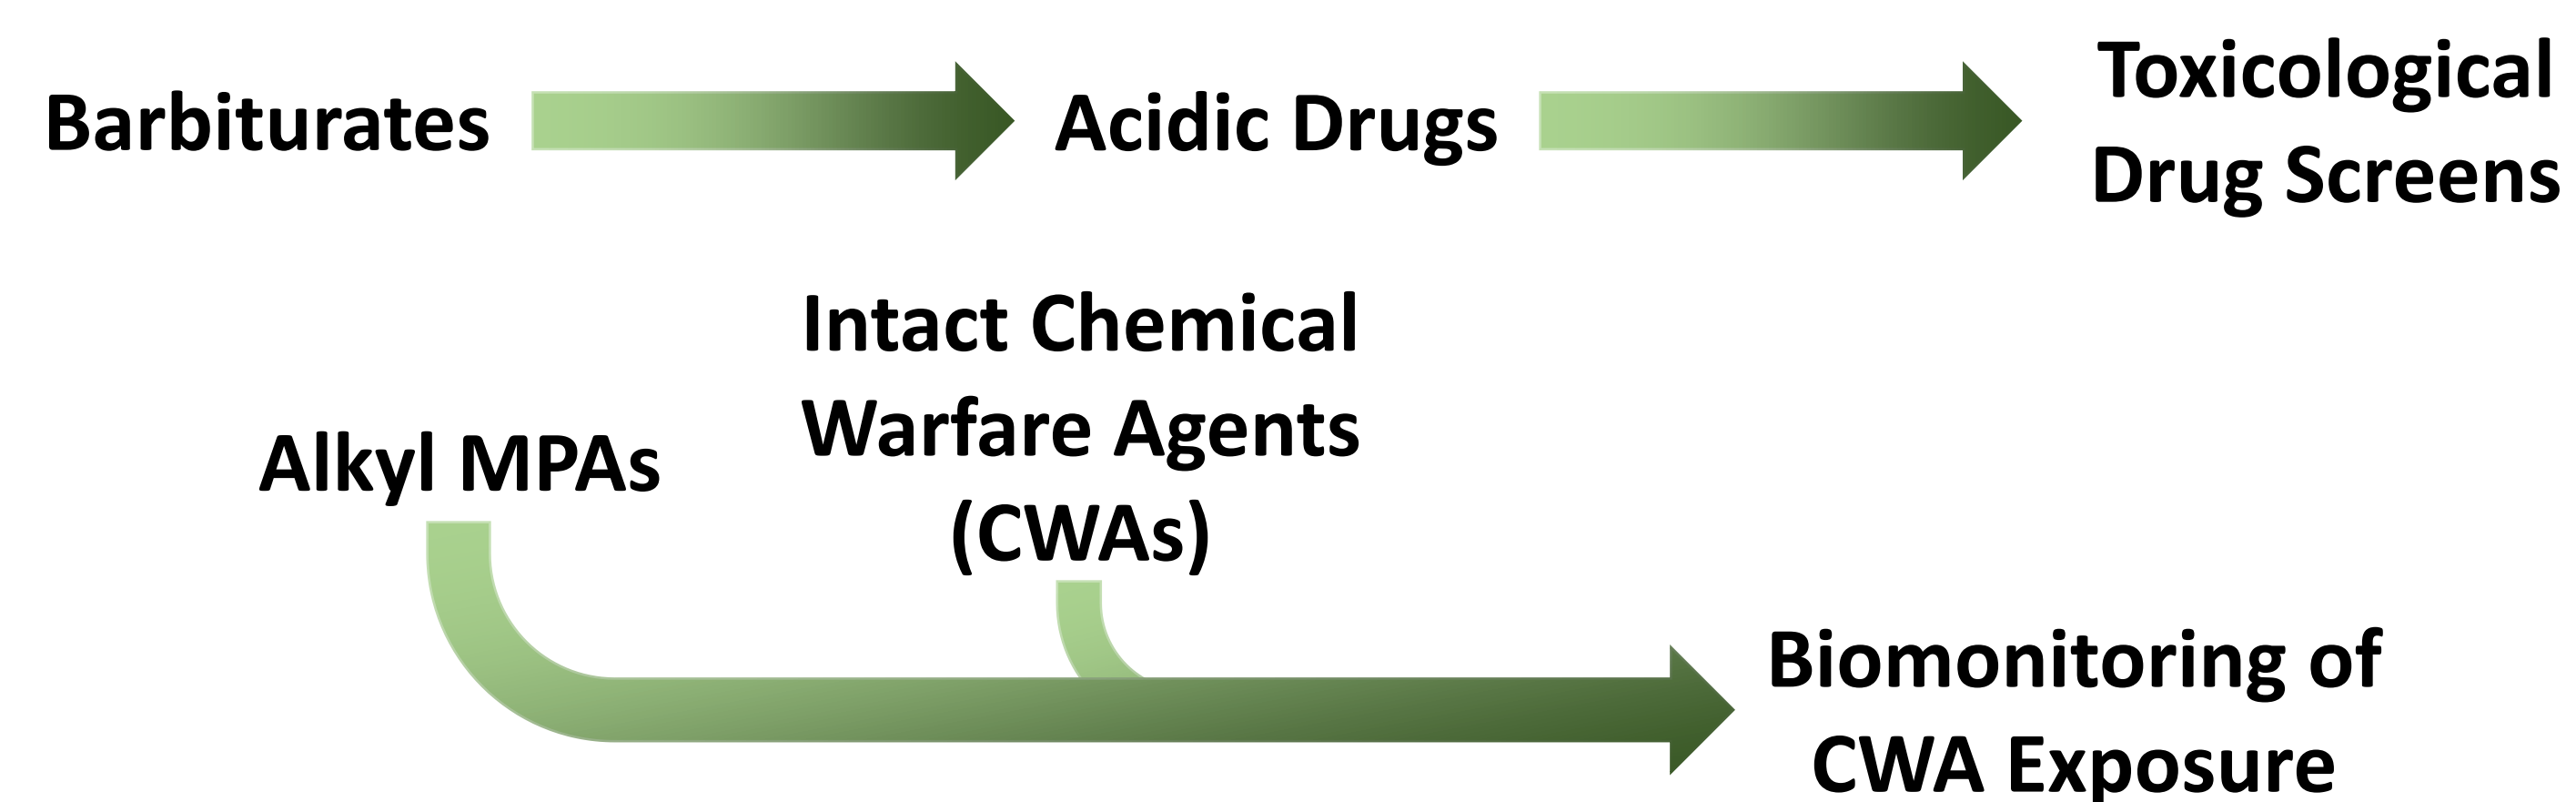 Barbiturates
Acidic Drugs
Toxicological
Drug Screens
Intact Chemical
Warfare Agents
(CWAs)
Alkyl MPAs
Biomonitoring of
CWA Exposure